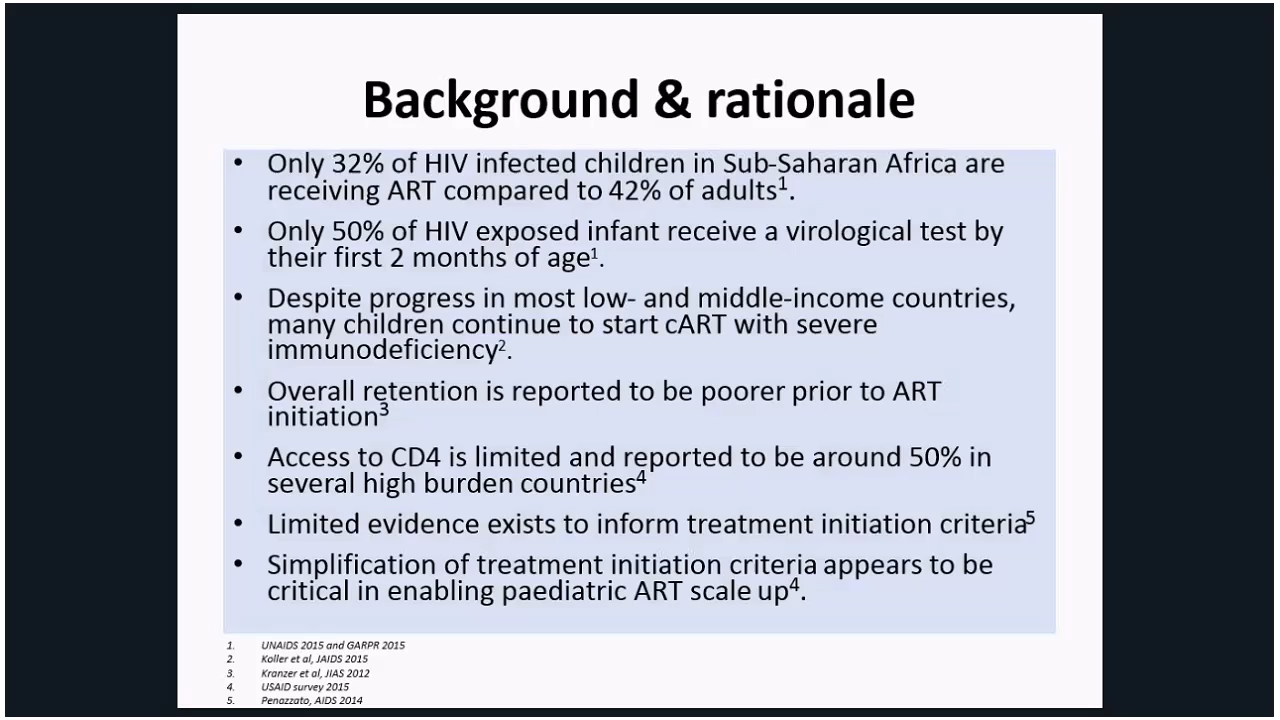 Background & rationale
• Only 32% of HIV infected children in Sub-Saharan Africa are
receiving ART compared to 42% of adults1.
• Only 50% of HIV exposed infant receive a virological test by
their first 2 months of age1.
• Despite progress in most low- and middle-income countries,
many children continue to start cART with severe
immunodeficiency2.
• Overall retention is reported to be poorer prior to ART
initiation3
• Access to CD4 is limited and reported to be around 50% in
several high burden countries4
• Limited evidence exists to inform treatment initiation criteria5
• Simplification of treatment initiation criteria appears to be
critical in enabling paediatric ART scale up4.
1. UNAIDS 2015 and GARPR 2015
2. Koller et al, JAIDS 2015
3. Kranzer et al, JIAS 2012
4. USAID survey 2015
5. Penazzato, AIDS 2014